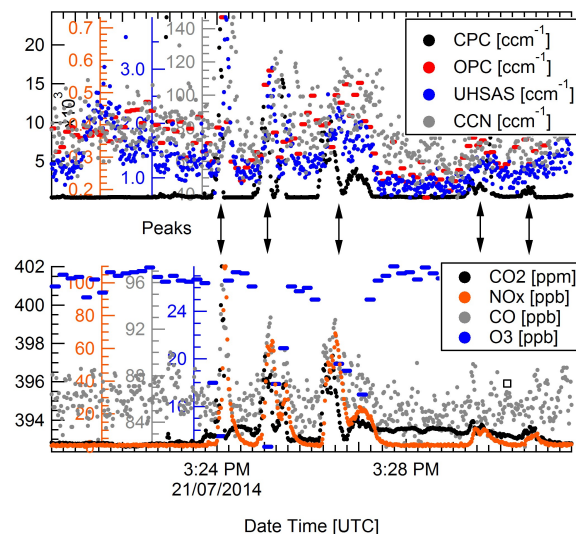 20
15
10
5
x10³
0.7
0.6
0.5
0.4
0.3
0.2
3.0
1.0
140
120
100
80
60
40
CPC [ccm⁻¹]
OPC [ccm⁻¹]
UHSAS [ccm⁻¹]
CCN [ccm⁻¹]
Peaks
402
400
398
396
394
100
80
60
40
20
0
96
92
88
84
24
20
16
14
CO2 [ppm]
NOx [ppb]
CO [ppb]
O3 [ppb]
3:24 PM
21/07/2014
3:28 PM
Date Time [UTC]